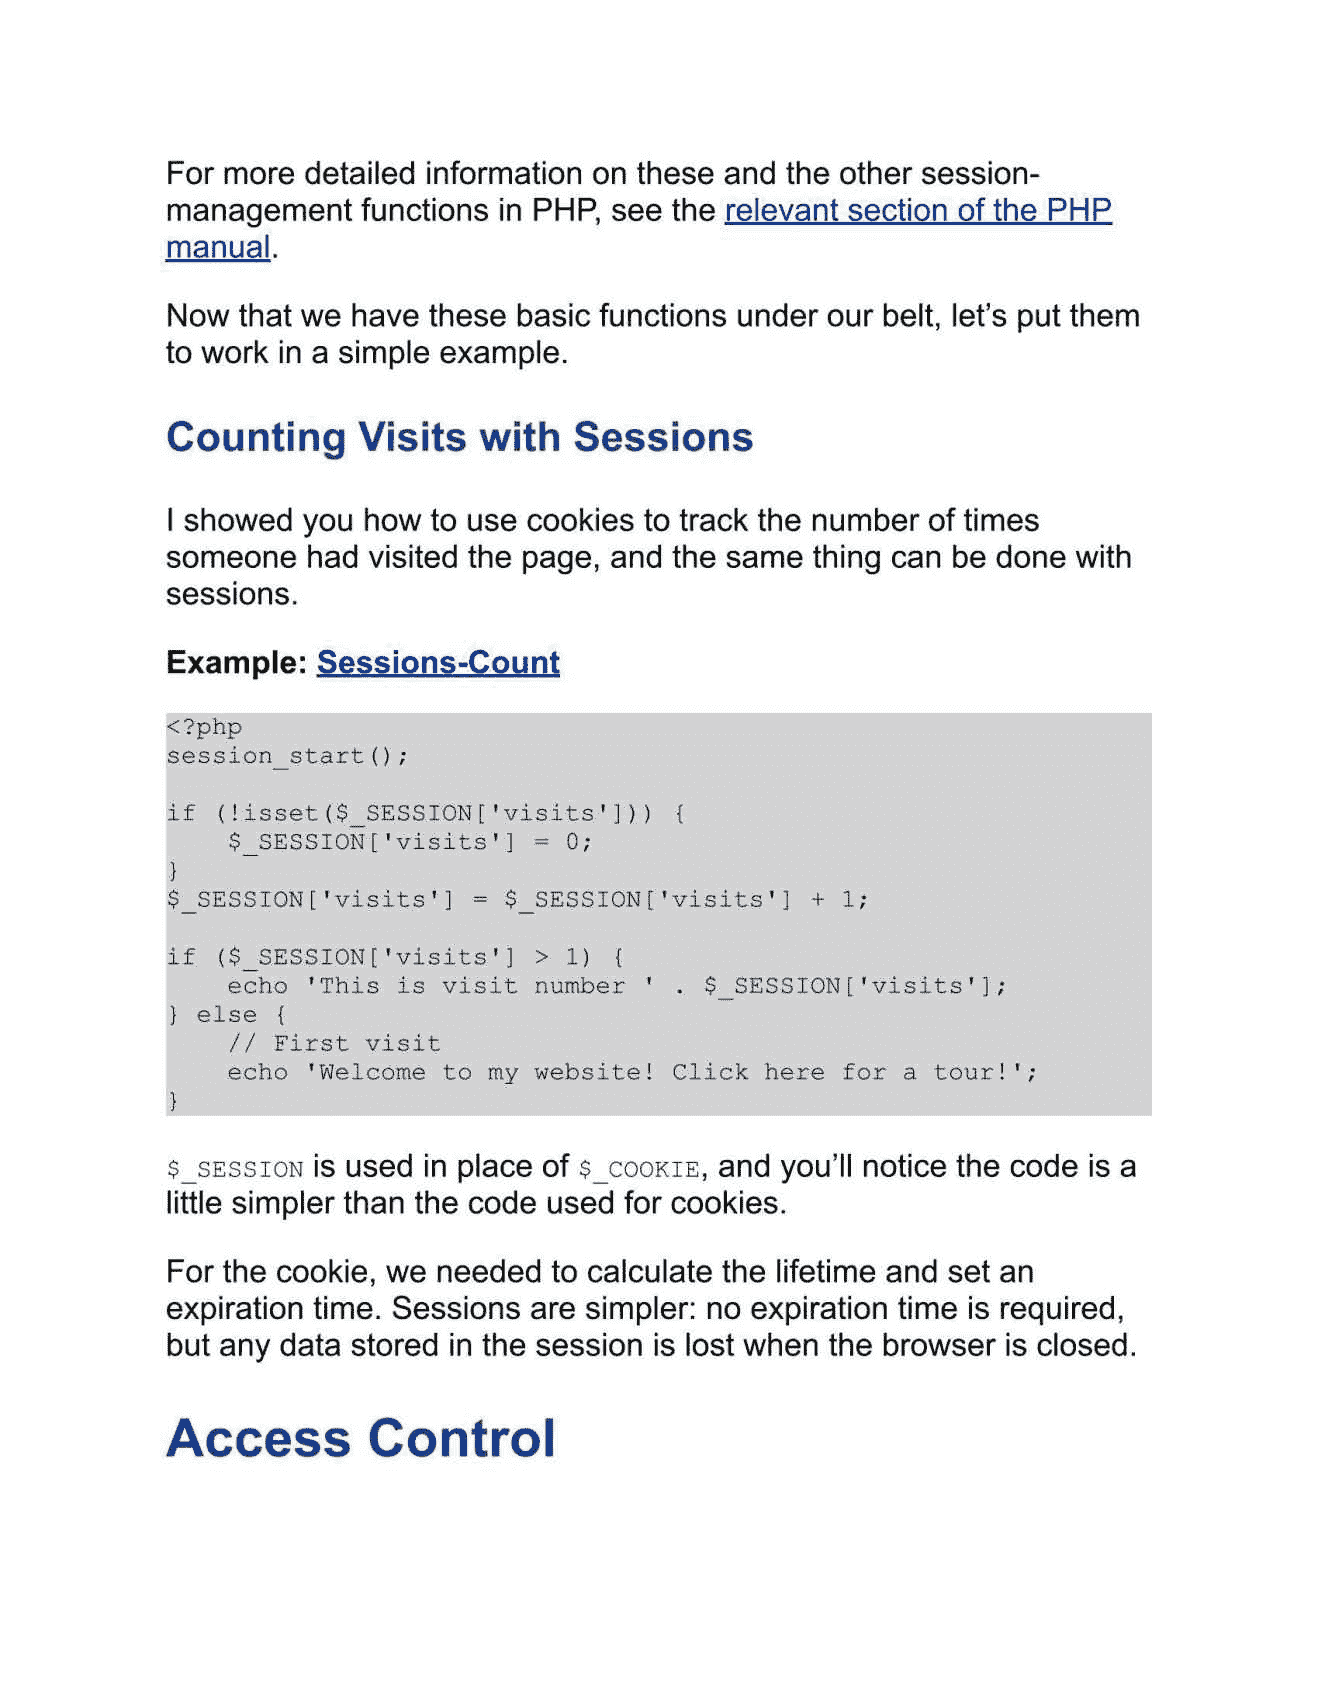 For more detailed information on these and the other session-
management functions in PHP, see the relevant section of the PHP
manual.
Now that we have these basic functions under our belt, let’s put them
to work in a simple example.
Counting Visits with Sessions
I showed you how to use cookies to track the number of times
someone had visited the page, and the same thing can be done with
sessions.
Example: Sessions-Count
<?php
session_start();
if (!isset($_SESSION['visits'])) {
    $_SESSION['visits'] = 0;
}
$_SESSION['visits'] = $_SESSION['visits'] + 1;
if ($_SESSION['visits'] > 1) {
    echo 'This is visit number ' . $_SESSION['visits'];
} else {
    // First visit
    echo 'Welcome to my website! Click here for a tour!';
}
$_SESSION is used in place of $_COOKIE, and you’ll notice the code is a
little simpler than the code used for cookies.
For the cookie, we needed to calculate the lifetime and set an
expiration time. Sessions are simpler: no expiration time is required,
but any data stored in the session is lost when the browser is closed.
Access Control